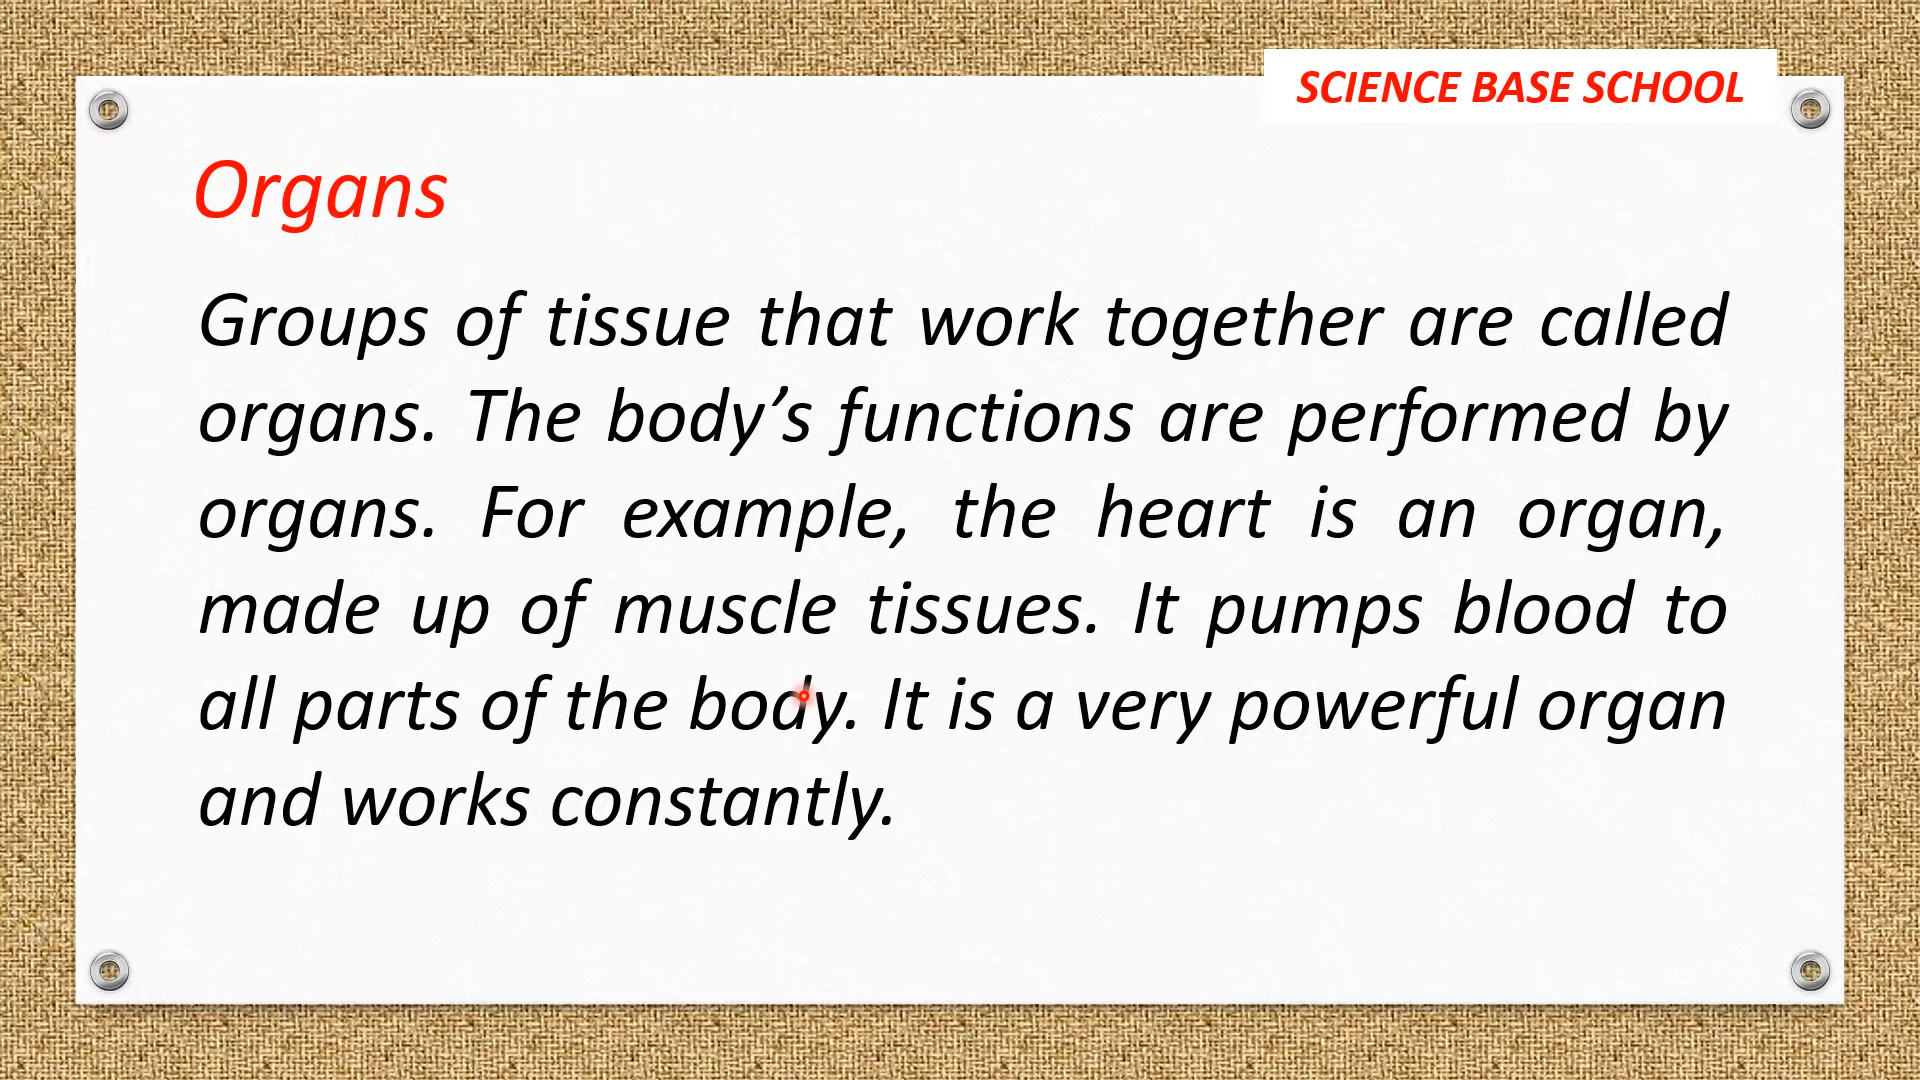 SCIENCE BASE SCHOOL
Organs
Groups of tissue that work together are called
organs. The body’s functions are performed by
organs. For example, the heart is an organ,
made up of muscle tissues. It pumps blood to
all parts of the body. It is a very powerful organ
and works constantly.